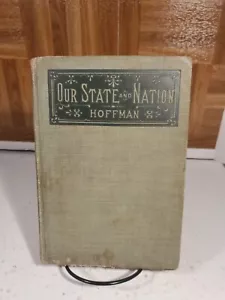 OUR STATE AND NATION
HOFFMAN